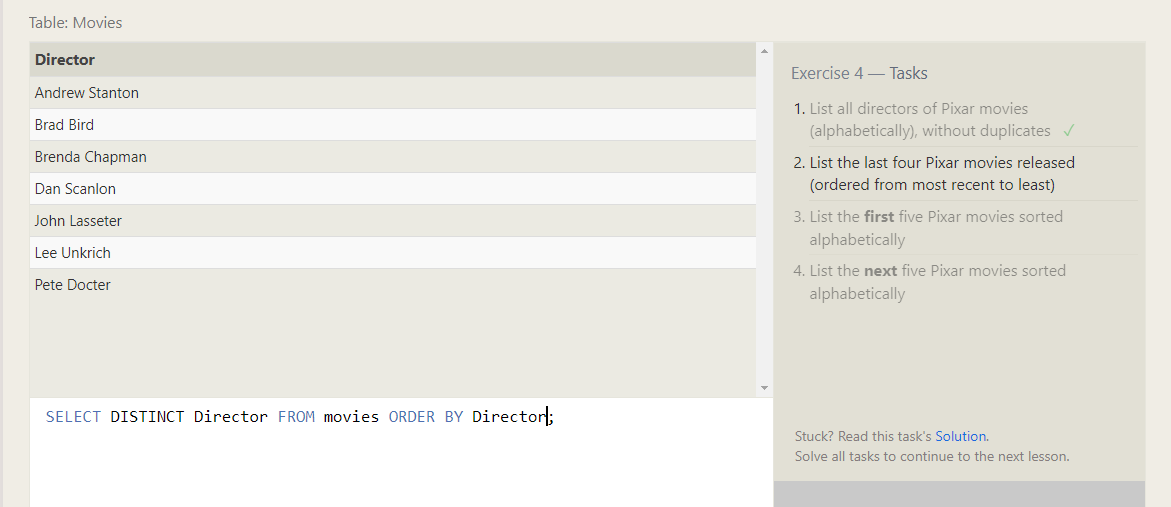 Table: Movies
Director
Andrew Stanton
Brad Bird
Brenda Chapman
Dan Scanlon
John Lasseter
Lee Unkrich
Pete Docter
SELECT DISTINCT Director FROM movies ORDER BY Director;
Exercise 4 — Tasks
1. List all directors of Pixar movies
(alphabetically), without duplicates ✓
2. List the last four Pixar movies released
(ordered from most recent to least)
3. List the first five Pixar movies sorted
alphabetically
4. List the next five Pixar movies sorted
alphabetically
Stuck? Read this task's Solution.
Solve all tasks to continue to the next lesson.